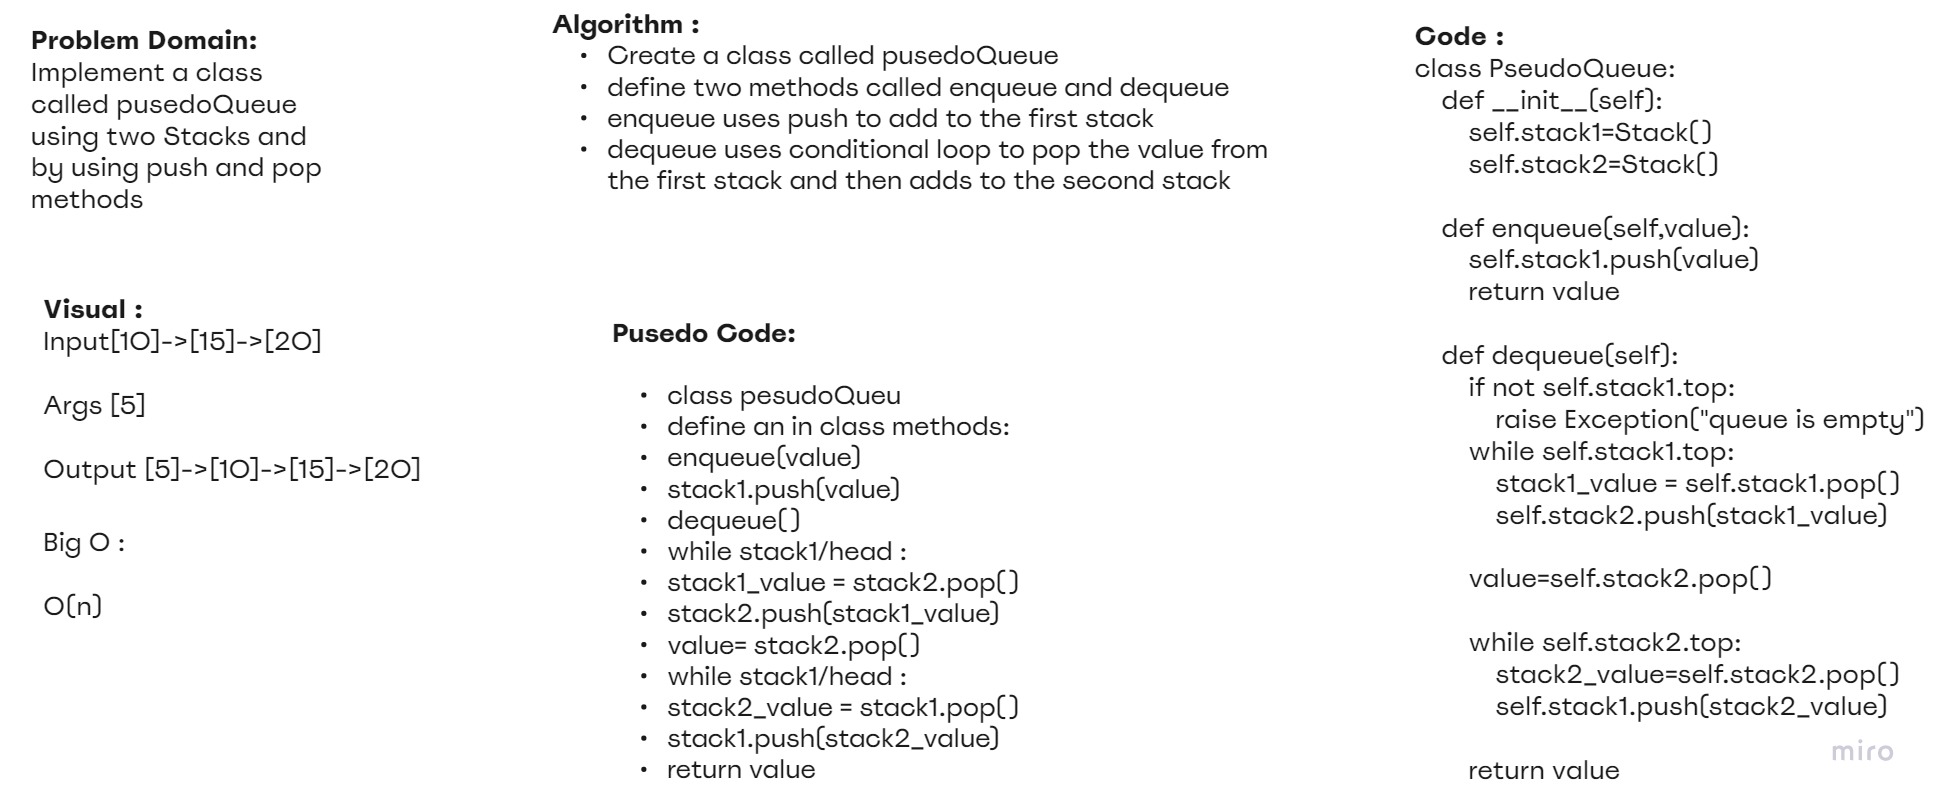 Problem Domain:
Implement a class
called pusedoQueue
using two Stacks and
by using push and pop
methods
Visual :
Input[10]->[15]->[20]
Args [5]
Output [5]->[10]->[15]->[20]
Big O :
O(n)
Algorithm :
• Create a class called pusedoQueue
• define two methods called enqueue and dequeue
• enqueue uses push to add to the first stack
• dequeue uses conditional loop to pop the value from
the first stack and then adds to the second stack
Pusedo Code:
• class pesudoQueu
• define an in class methods:
• enqueue(value)
• stack1.push(value)
• dequeue()
• while stack1/head :
• stack1_value = stack2.pop()
• stack2.push(stack1_value)
• value= stack2.pop()
• while stack1/head :
• stack2_value = stack1.pop()
• stack1.push(stack2_value)
• return value
Code :
class PseudoQueue:
def __init__(self):
self.stack1=Stack()
self.stack2=Stack()
def enqueue(self,value):
self.stack1.push(value)
return value
def dequeue(self):
if not self.stack1.top:
raise Exception("queue is empty")
while self.stack1.top:
stack1_value = self.stack1.pop()
self.stack2.push(stack1_value)
value=self.stack2.pop()
while self.stack2.top:
stack2_value=self.stack2.pop()
self.stack1.push(stack2_value)
return value
miro